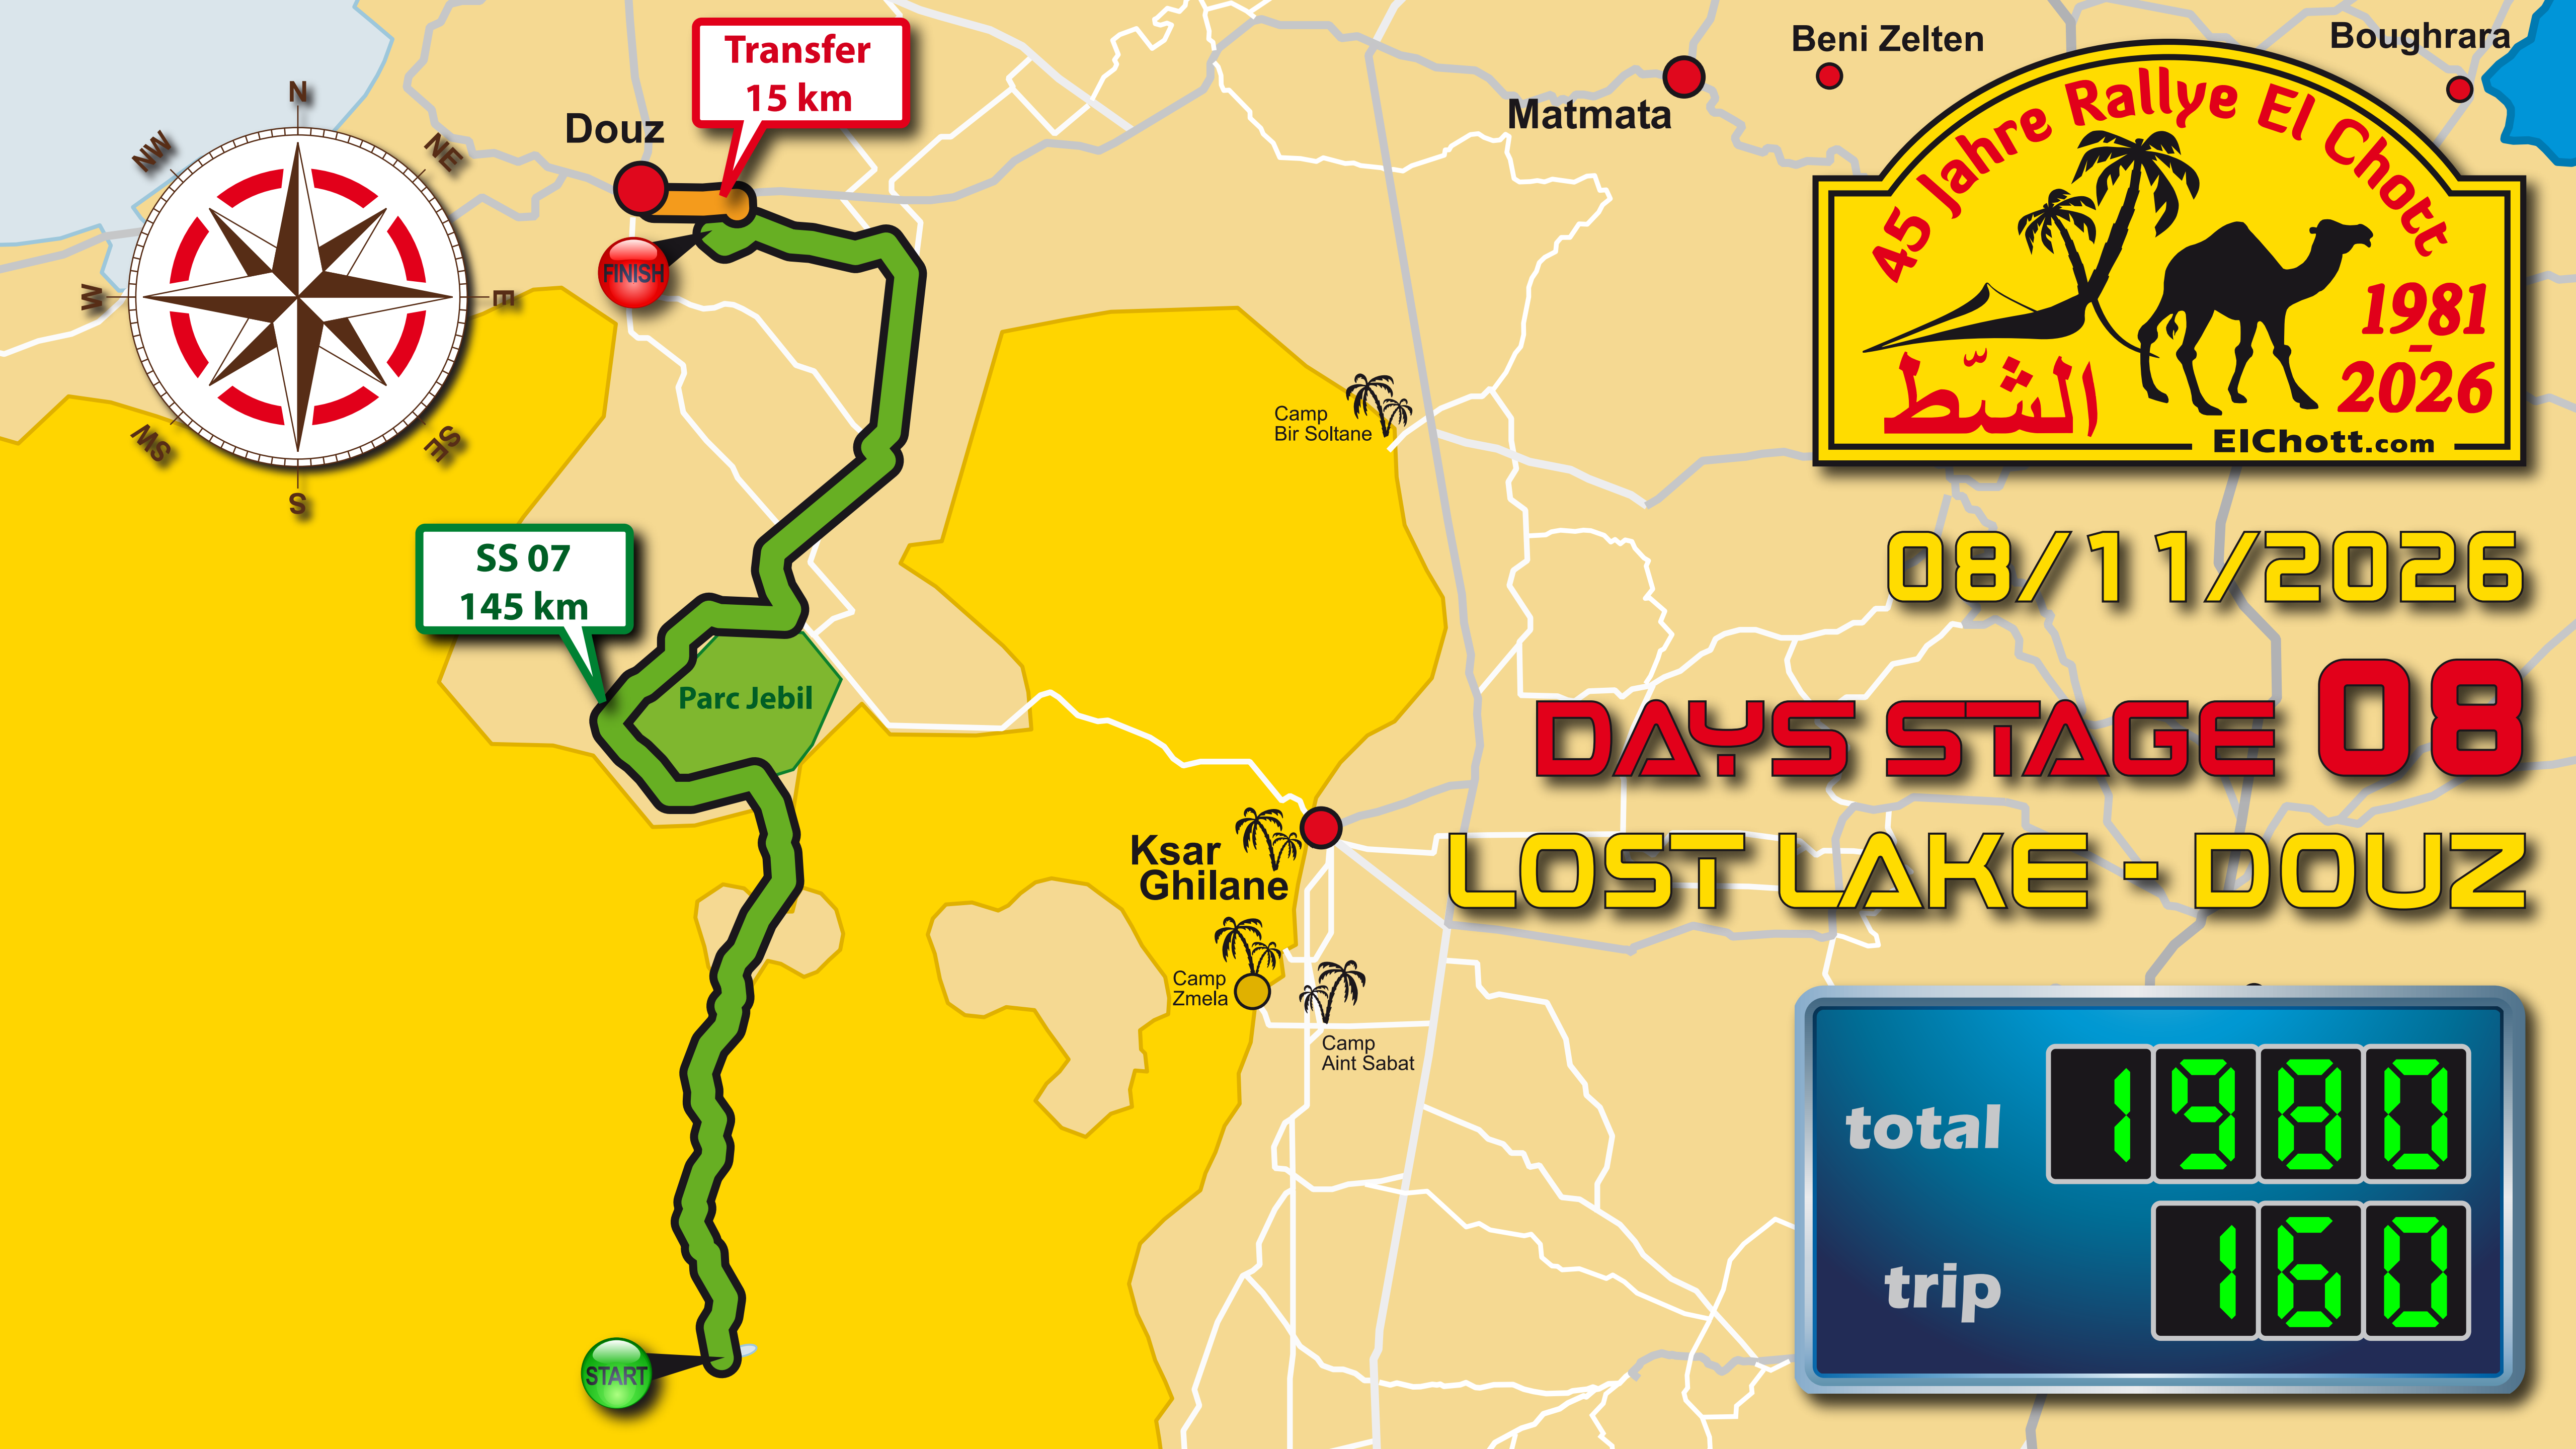 Transfer
15 km
Douz
FINISH
N
NE
E
SE
S
SW
W
NW
SS 07
145 km
Parc Jebil
START
Matmata
Beni Zelten
Boughrara
Camp
Bir Soltane
Ksar
Ghilane
Camp
Zmela
Camp
Aint Sabat
45 Jahre Rallye El Chott
1981
-
2026
الشّط
ElChott.com
08/11/2026
DAYS STAGE 08
LOST LAKE - DOUZ
total 1980
trip 160